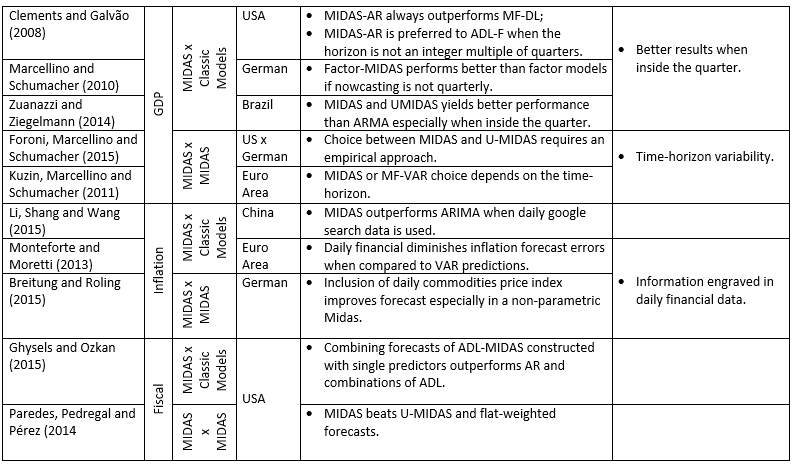 Clements and Galvão
(2008)
GDP
MIDAS x
Classic
Models
USA
• MIDAS-AR always outperforms MF-DL;
• MIDAS-AR is preferred to ADL-F when the
horizon is not an integer multiple of quarters.
• Better results when
inside the quarter.
Marcellino and
Schumacher (2010)
German
• Factor-MIDAS performs better than factor models
if nowcasting is not quarterly.
Zuanazzi and
Ziegelmann (2014)
Brazil
• MIDAS and UMIDAS yields better performance
than ARMA especially when inside the quarter.
Foroni, Marcellino and
Schumacher (2015)
MIDAS x
MIDAS
US x
German
• Choice between MIDAS and U-MIDAS requires an
empirical approach.
• Time-horizon variability.
Kuzin, Marcellino and
Schumacher (2011)
Euro
Area
• MIDAS or MF-VAR choice depends on the time-
horizon.
Li, Shang and Wang
(2015)
Inflation
MIDAS x
Classic
Models
China
• MIDAS outperforms ARIMA when daily google
search data is used.
Monteforte and
Moretti (2013)
Euro
Area
• Daily financial diminishes inflation forecast errors
when compared to VAR predictions.
• Information engraved in
daily financial data.
Breitung and Roling
(2015)
MIDAS x
MIDAS
German
• Inclusion of daily commodities price index
improves forecast especially in a non-parametric
Midas.
Ghysels and Ozkan
(2015)
Fiscal
MIDAS x
Classic
Models
USA
• Combining forecasts of ADL-MIDAS constructed
with single predictors outperforms AR and
combinations of ADL.
Paredes, Pedregal and
Pérez (2014
MIDAS
x
MIDAS
• MIDAS beats U-MIDAS and flat-weighted
forecasts.